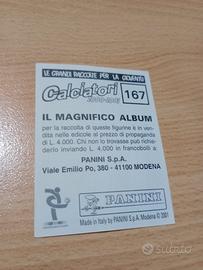 LE GRANDI RACCOLTE PER LA GIOVENTÙ
Calciatori
2000-2001
167
IL MAGNIFICO ALBUM
per la raccolta di queste figurine è in ven-
dita nelle edicole al prezzo di propaganda
di L. 4.000. Chi non lo trovasse può richie-
derlo inviando L. 4.000 in francobolli a
PANINI S.p.A.
Viale Emilio Po, 380 - 41100 MODENA
PANINI
Made in Italy by PANINI S.p.A. Modena © 2001
subito